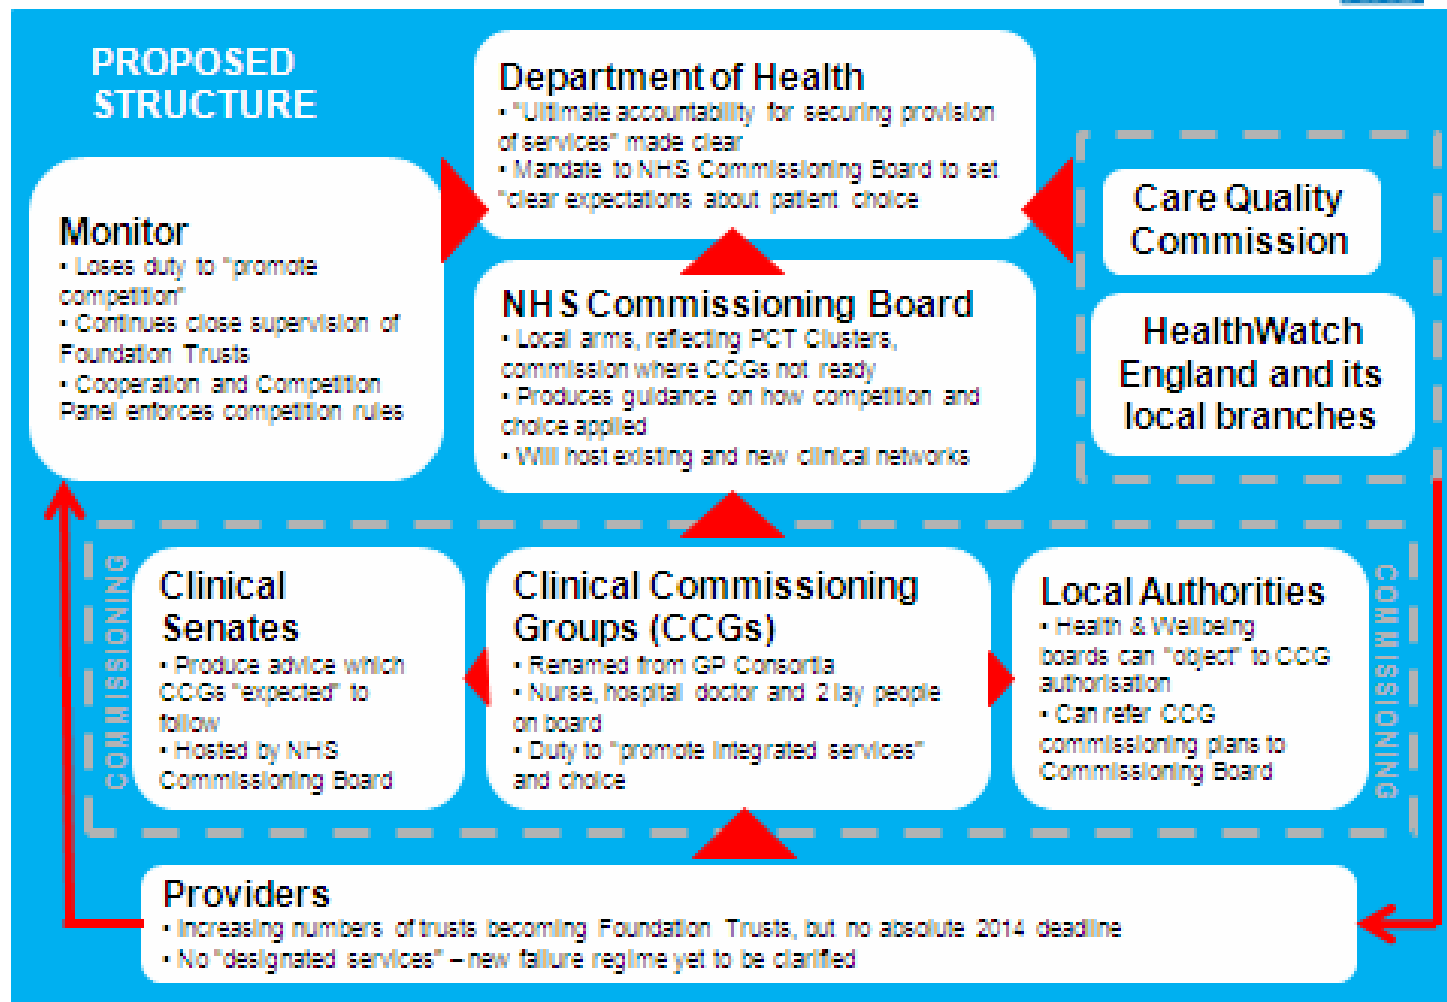 PROPOSED
STRUCTURE
Department of Health
• "Ultimate accountability for securing provision
of services" made clear
• Mandate to NHS Commissioning Board to set
"clear expectations about patient choice
Monitor
• Loses duty to "promote
competition"
• Continues close supervision of
Foundation Trusts
• Cooperation and Competition
Panel enforces competition rules
Care Quality
Commission
HealthWatch
England and its
local branches
NHS Commissioning Board
• Local arms, reflecting PCT Clusters,
commission where CCGs not ready
• Produces guidance on how competition and
choice applied
• Will host existing and new clinical networks
COMMISSIONING
Clinical
Senates
• Produce advice which
CCGs "expected" to
follow
• Hosted by NHS
Commissioning Board
Clinical Commissioning
Groups (CCGs)
• Renamed from GP Consortia
• Nurse, hospital doctor and 2 lay people
on board
• Duty to "promote integrated services"
and choice
Local Authorities
• Health & Wellbeing
boards can "object" to CCG
authorisation
• Can refer CCG
commissioning plans to
Commissioning Board
COMMISSIONING
Providers
• Increasing numbers of trusts becoming Foundation Trusts, but no absolute 2014 deadline
• No "designated services" – new failure regime yet to be clarified